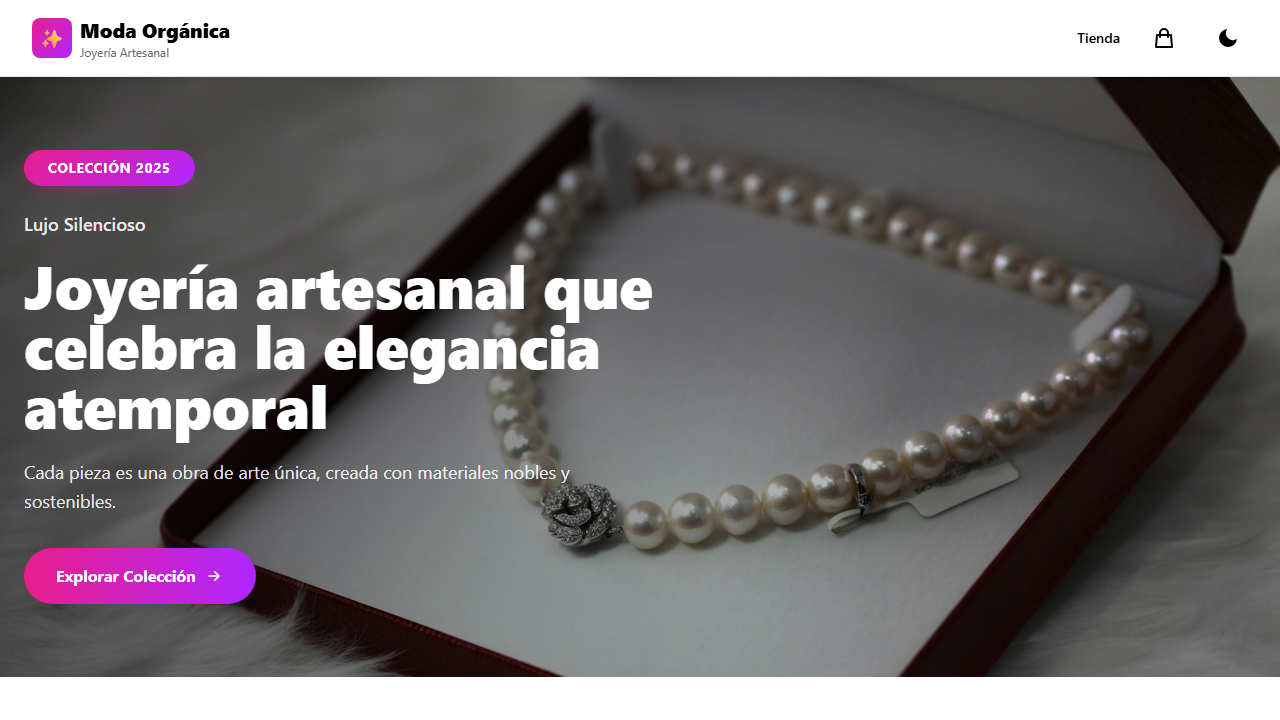 Moda Orgánica
Joyería Artesanal
Tienda
COLECCIÓN 2025
Lujo Silencioso
Joyería artesanal que
celebra la elegancia
atemporal
Cada pieza es una obra de arte única, creada con materiales nobles y
sostenibles.
Explorar Colección →